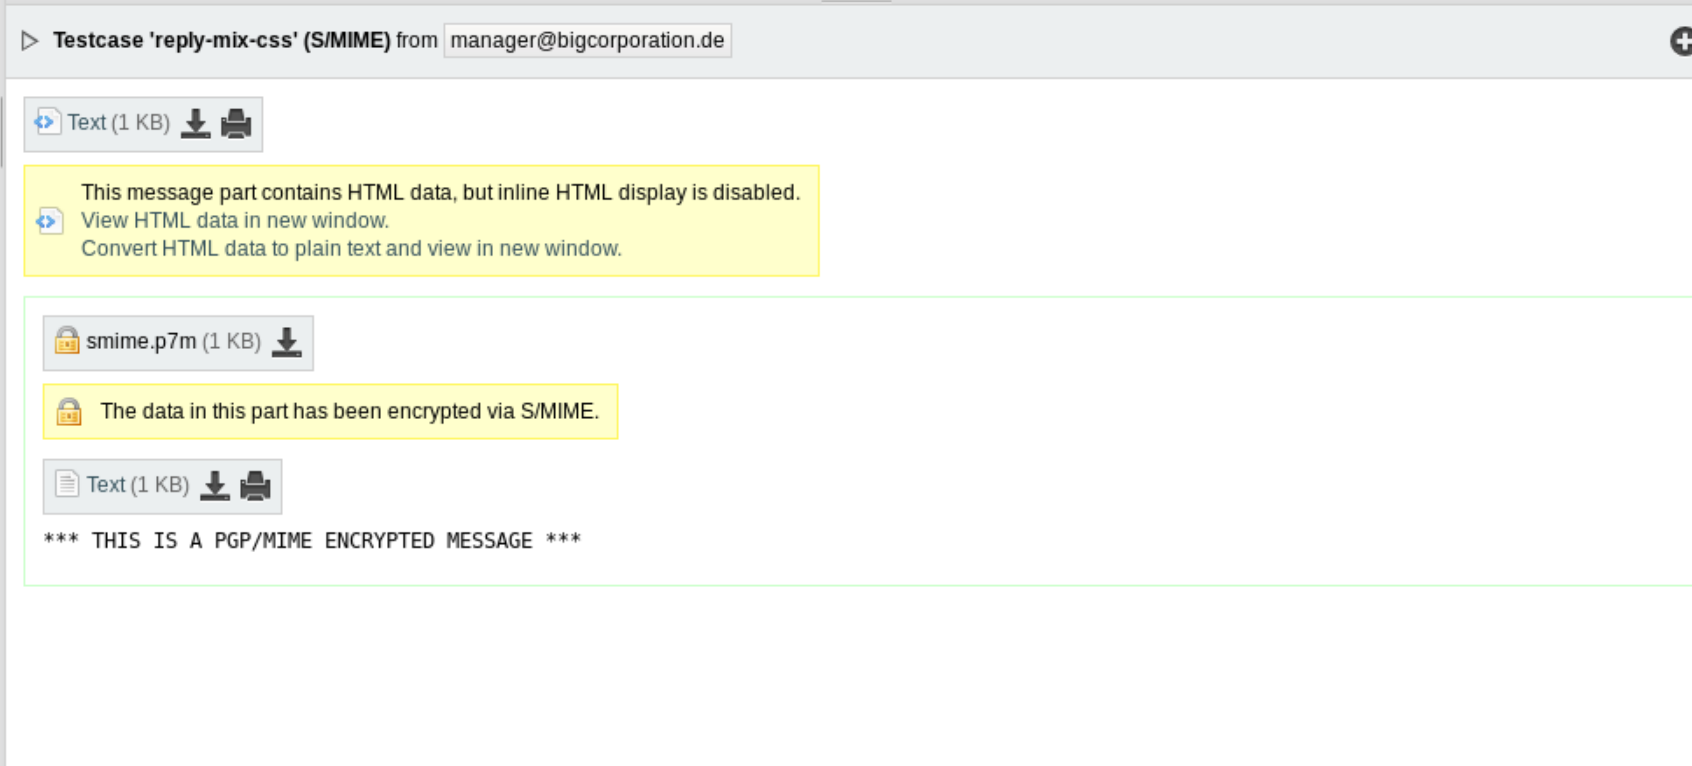 Testcase 'reply-mix-css' (S/MIME) from manager@bigcorporation.de
Text (1 KB)
This message part contains HTML data, but inline HTML display is disabled.
View HTML data in new window.
Convert HTML data to plain text and view in new window.
smime.p7m (1 KB)
The data in this part has been encrypted via S/MIME.
Text (1 KB)
*** THIS IS A PGP/MIME ENCRYPTED MESSAGE ***